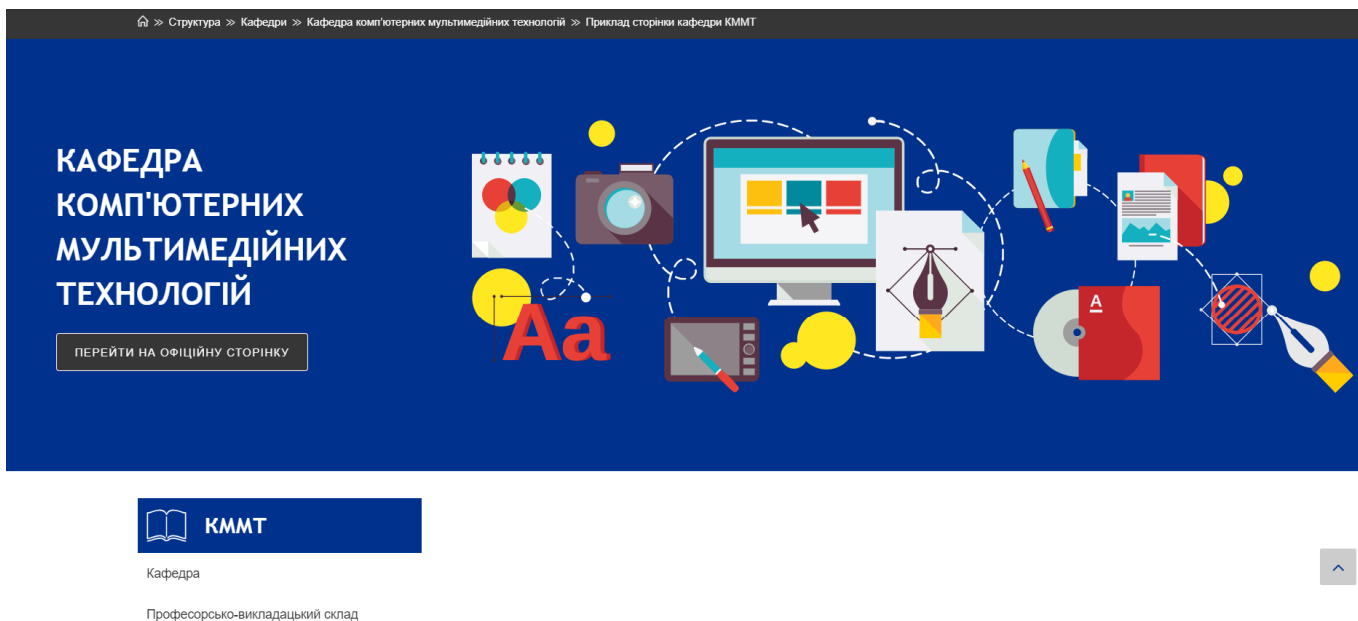 ≫ Структура ≫ Кафедри ≫ Кафедра комп'ютерних мультимедійних технологій ≫ Приклад сторінки кафедри КММТ
КАФЕДРА
КОМП'ЮТЕРНИХ
МУЛЬТИМЕДІЙНИХ
ТЕХНОЛОГІЙ
ПЕРЕЙТИ НА ОФІЦІЙНУ СТОРІНКУ
Aa
A
КММТ
Кафедра
Професорсько-викладацький склад